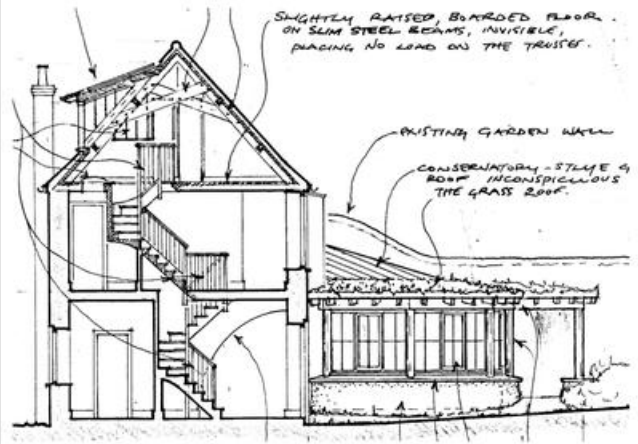 SLIGHTLY RAISED, BOARDED FLOOR.
ON SLIM STEEL BEAMS, INVISIBLE,
PLACING NO LOAD ON THE TRUSSES.
EXISTING GARDEN WALL
CONSERVATORY-STYLE G
ROOF INCONSPICUOUS
THE GRASS ROOF.